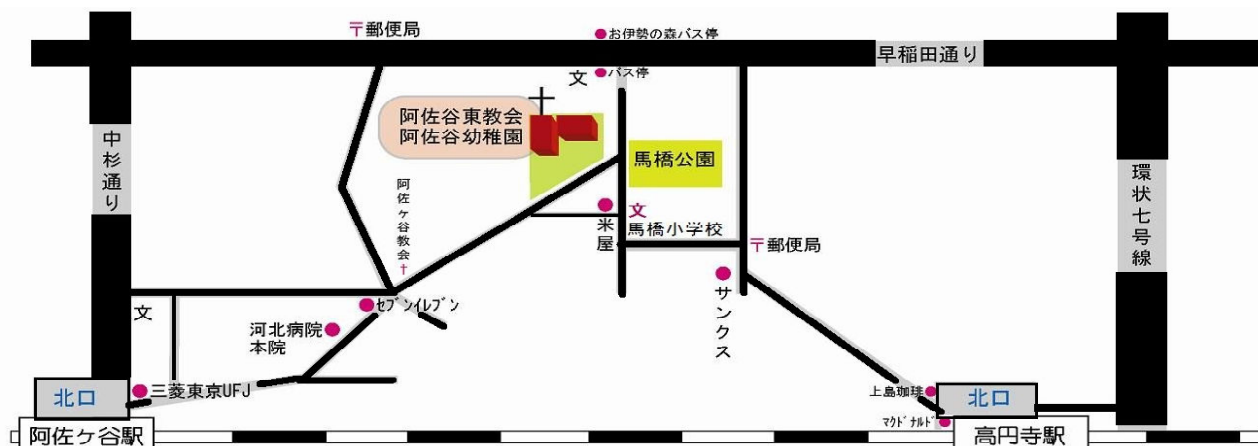 〒郵便局
お伊勢の森バス停
早稲田通り
文
バス停
阿佐谷東教会
阿佐谷幼稚園
中杉通り
馬橋公園
環状七号線
阿佐ヶ谷教会
米屋
文
馬橋小学校
〒郵便局
サンクス
文
セブンイレブン
河北病院
本院
三菱東京UFJ
北口
阿佐ケ谷駅
上島珈琲
マクドナルド
北口
高円寺駅